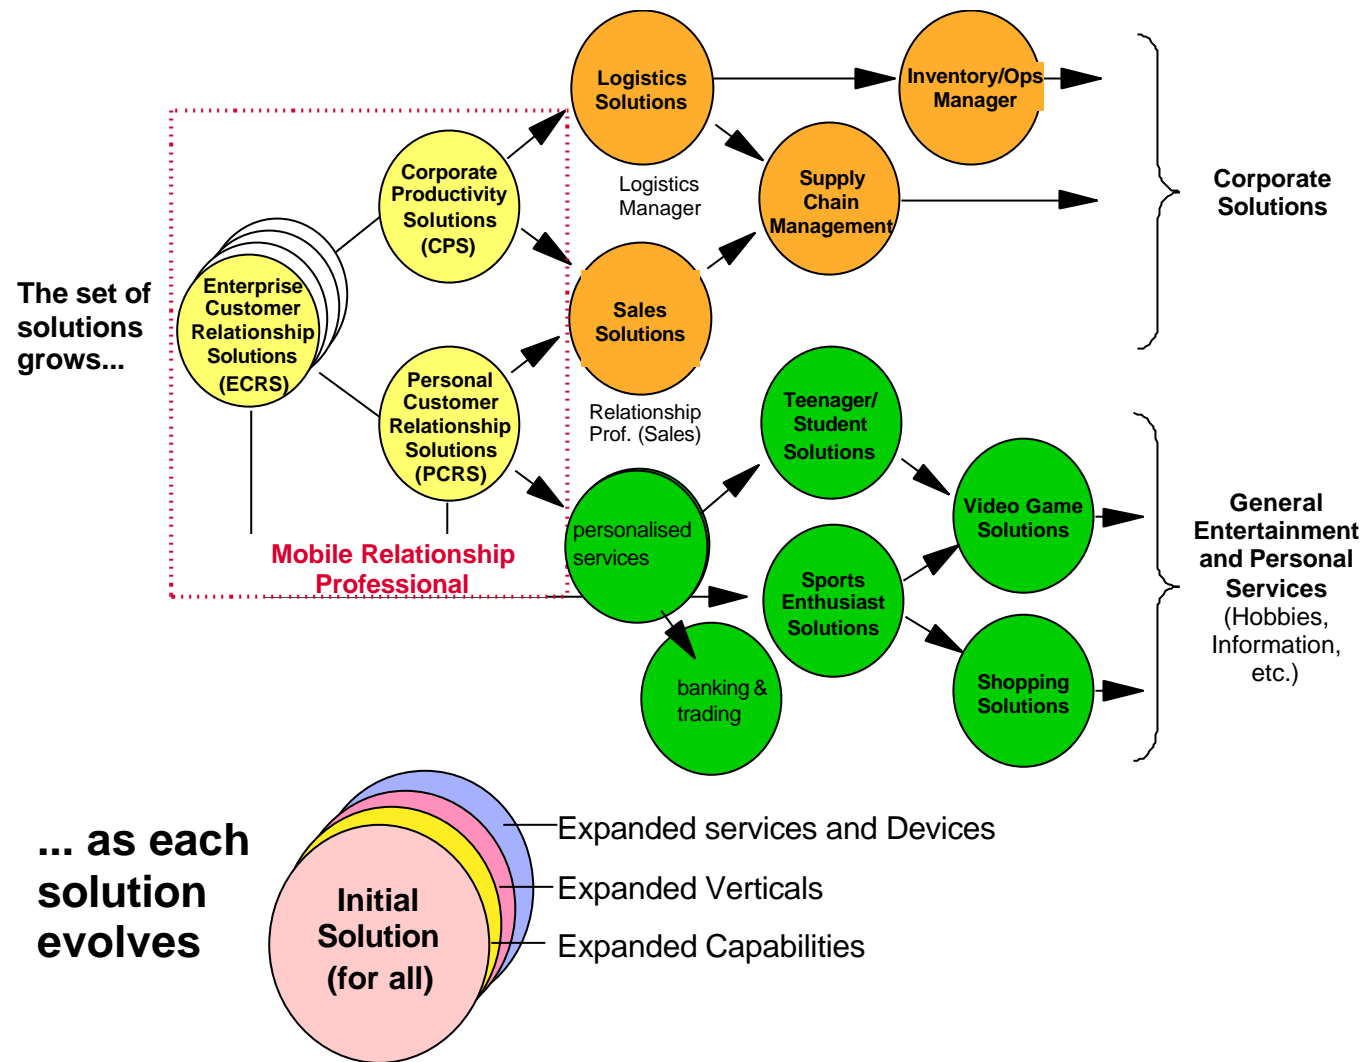 The set of
solutions
grows...
Enterprise
Customer
Relationship
Solutions
(ECRS)
Corporate
Productivity
Solutions
(CPS)
Personal
Customer
Relationship
Solutions
(PCRS)
Mobile Relationship
Professional
Logistics
Solutions
Logistics
Manager
Sales
Solutions
Relationship
Prof. (Sales)
Inventory/Ops
Manager
Supply
Chain
Management
Corporate
Solutions
personalised
services
banking &
trading
Teenager/
Student
Solutions
Sports
Enthusiast
Solutions
Video Game
Solutions
Shopping
Solutions
General
Entertainment
and Personal
Services
(Hobbies,
Information,
etc.)
... as each
solution
evolves
Initial
Solution
(for all)
Expanded services and Devices
Expanded Verticals
Expanded Capabilities